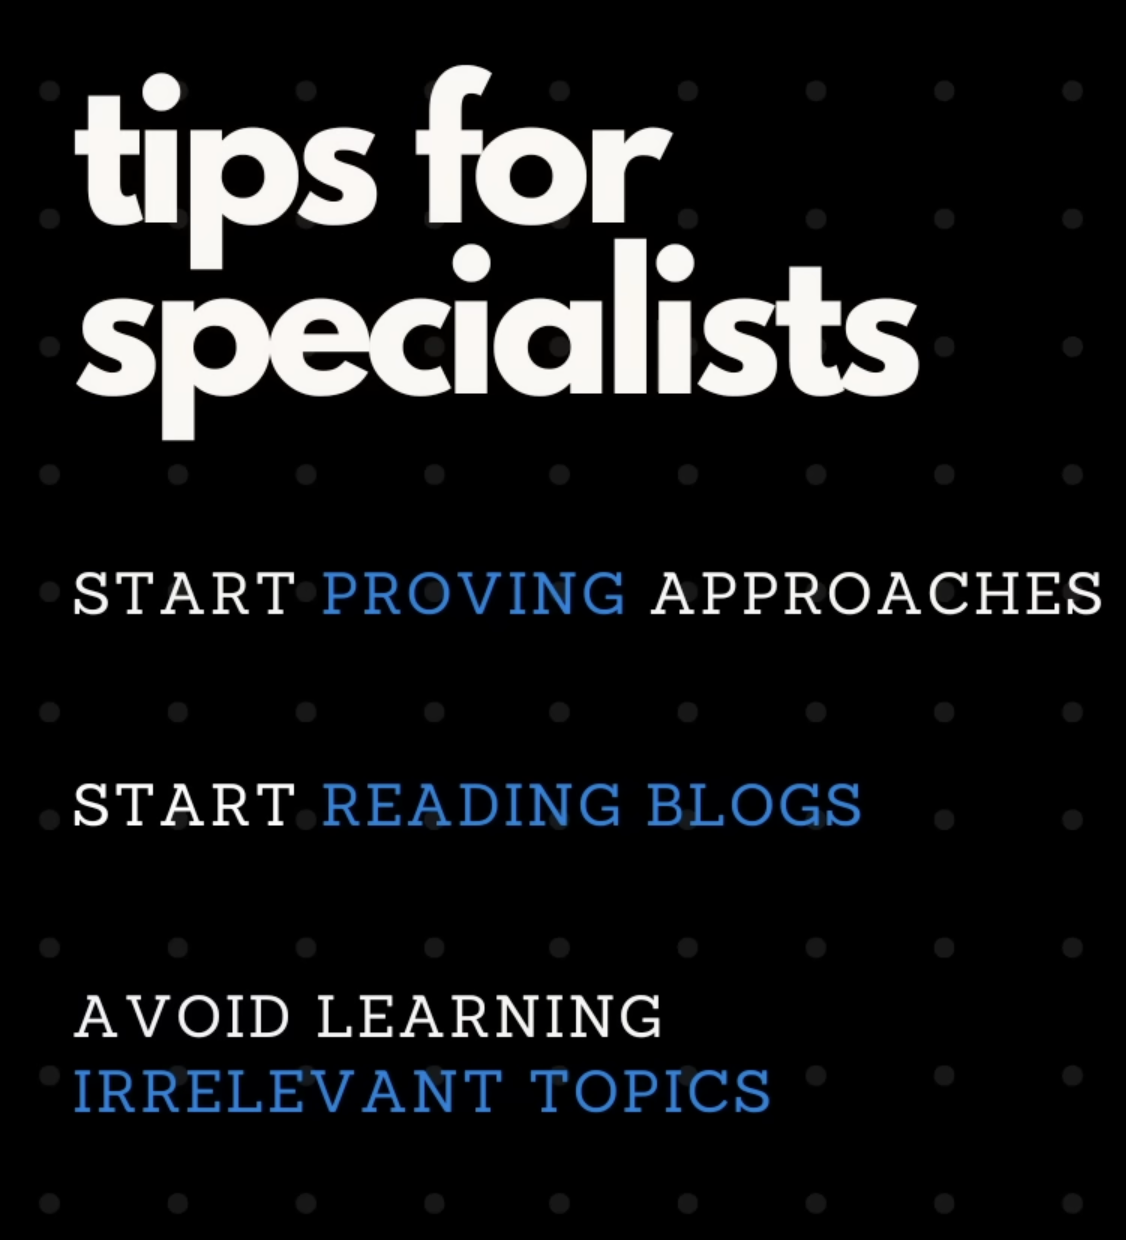 tips for
specialists
START PROVING APPROACHES
START READING BLOGS
AVOID LEARNING
IRRELEVANT TOPICS